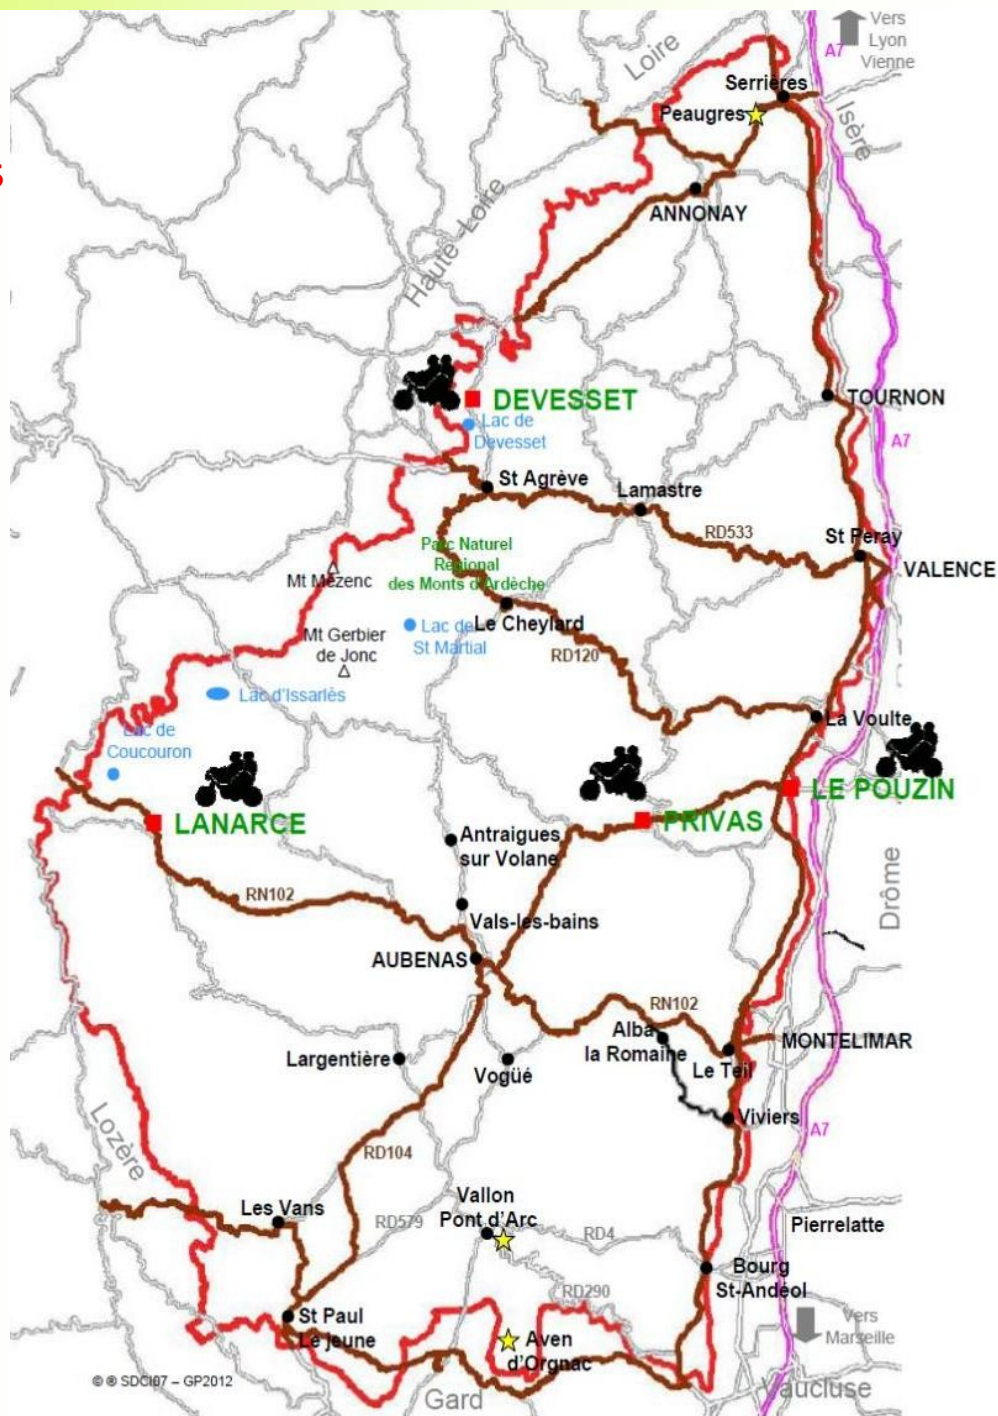 Vers
Lyon
Vienne
A7
Loire
Serrières
Peaugres
Isère
s
ANNONAY
Haute-Loire
DEVESSET
TOURNON
Lac de
Devesset
A7
St Agrève
Lamastre
RD533
St Peray
Parc Naturel
Régional
des Monts d'Ardèche
VALENCE
Mt Mézenc
Le Cheylard
Lac de
St Martial
Mt Gerbier
de Jonc
RD120
Lac d'Issarlès
La Voulte
Lac de
Coucouron
LE POUZIN
LANARCE
PRIVAS
Antraigues
sur Volane
Drôme
RN102
Vals-les-bains
AUBENAS
RN102
Alba
la Romaine
MONTELIMAR
Largentière
Vogüé
Le Teil
Viviers
A7
Lozère
RD104
Les Vans
Vallon
Pont d'Arc
RD579
RD4
Pierrelatte
Bourg
St-Andéol
RD290
St Paul
Le jeune
Aven
d'Orgnac
Vers
Marseille
© ® SDCI07 – GP2012
Gard
Vaucluse